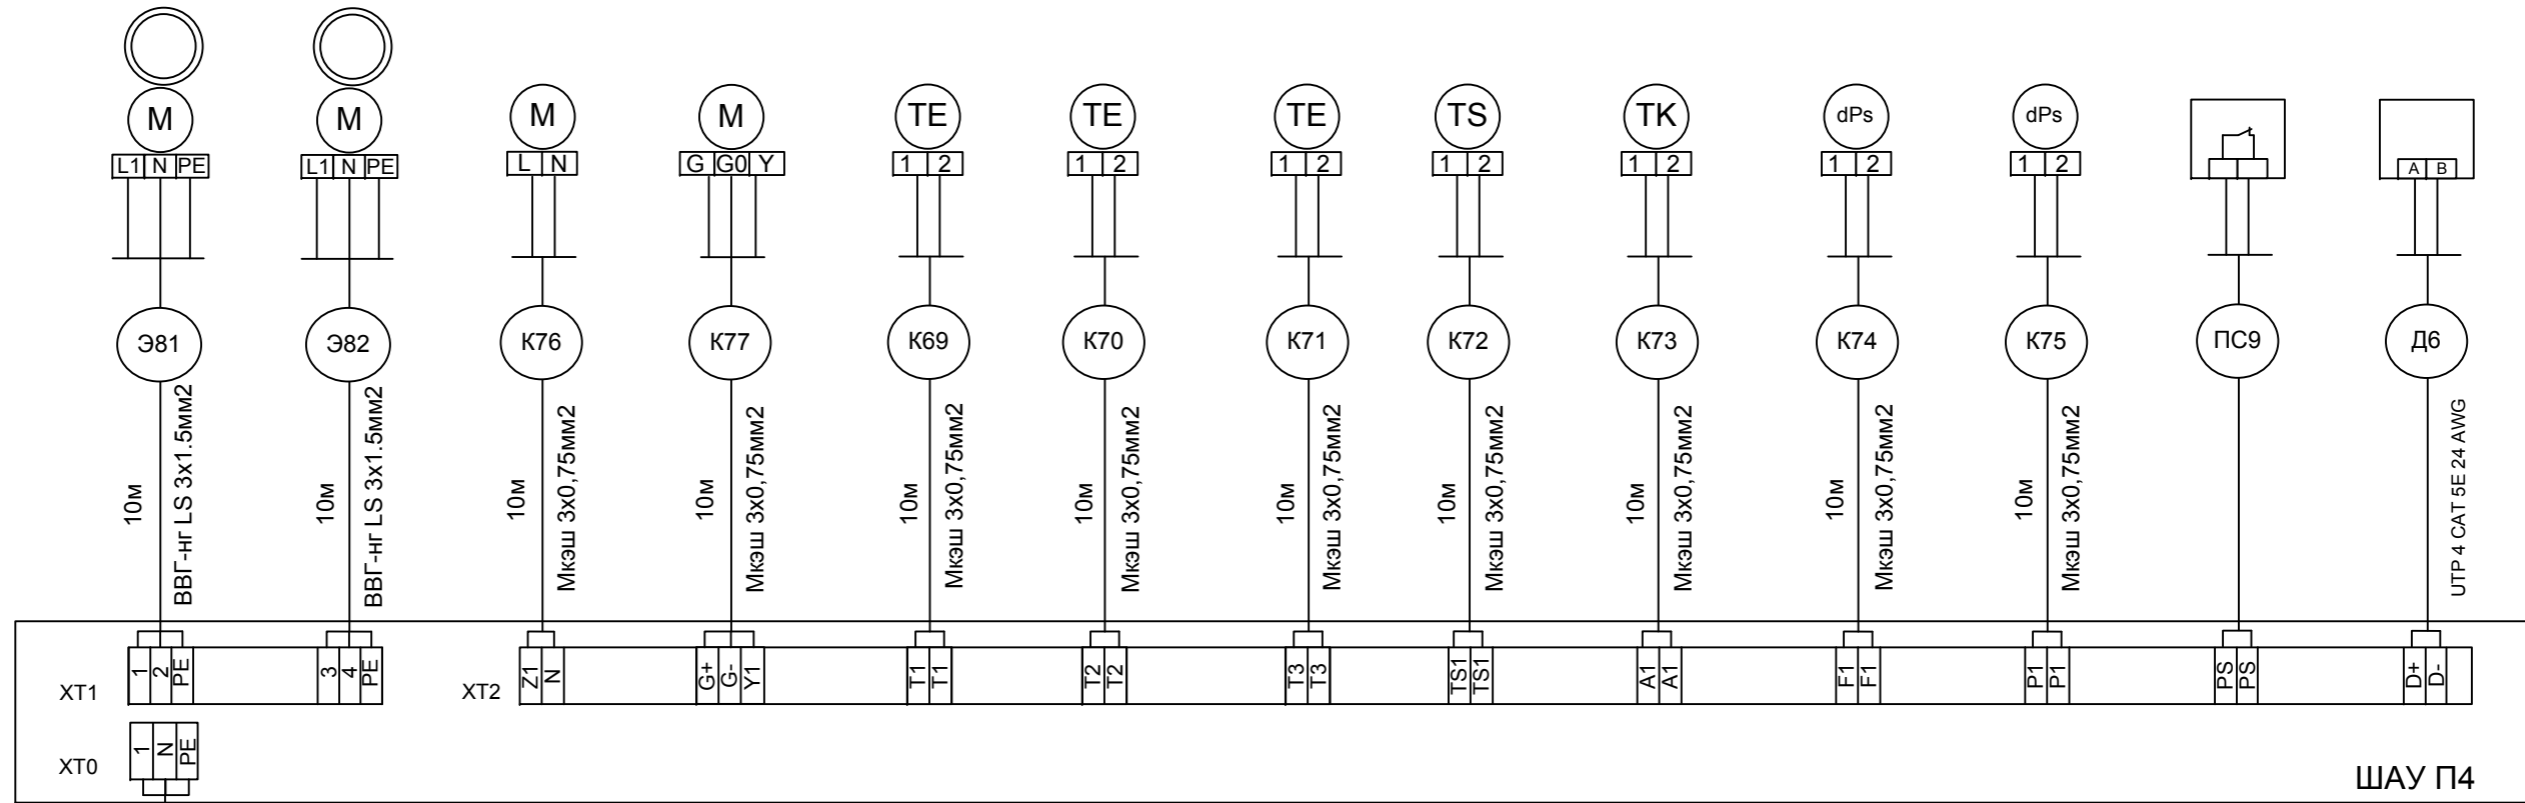 M M M M TE TE TE TS TK dPs dPs
L1 N PE L1 N PE L N G G0 Y 1 2 1 2 1 2 1 2 1 2 1 2 1 2 A B
Э81 Э82 К76 К77 К69 К70 К71 К72 К73 К74 К75 ПС9 Д6
10м
ВВГ-нг LS 3х1.5мм2
10м
ВВГ-нг LS 3х1.5мм2
10м
Мкэш 3х0,75мм2
10м
Мкэш 3х0,75мм2
10м
Мкэш 3х0,75мм2
10м
Мкэш 3х0,75мм2
10м
Мкэш 3х0,75мм2
10м
Мкэш 3х0,75мм2
10м
Мкэш 3х0,75мм2
10м
Мкэш 3х0,75мм2
10м
Мкэш 3х0,75мм2
UTP 4 CAT 5E 24 AWG
XT1 1 2 PE 3 4 PE XT2 Z1 N G+ G- Y1 T1 T1 T2 T2 T3 T3 TS1 TS1 A1 A1 F1 F1 P1 P1 PS PS D+ D-
XT0 1 N PE
ШАУ П4